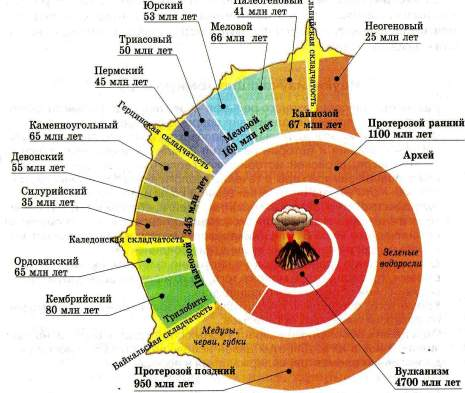 Юрский
53 млн лет
Палеогеновый
41 млн лет
Меловой
66 млн лет
Неогеновый
25 млн лет
Триасовый
50 млн лет
Пермский
45 млн лет
Каменноугольный
65 млн лет
Девонский
55 млн лет
Силурийский
35 млн лет
Ордовикский
65 млн лет
Кембрийский
80 млн лет
Герцинская складчатость
Каледонская складчатость
Байкальская складчатость
складчатость
Мезозой
169 млн лет
Кайнозой
67 млн лет
Палеозой
345 млн лет
Трилобиты
Протерозой ранний
1100 млн лет
Архей
Зеленые
водоросли
Медузы,
черви, губки
Протерозой поздний
950 млн лет
Вулканизм
4700 млн лет